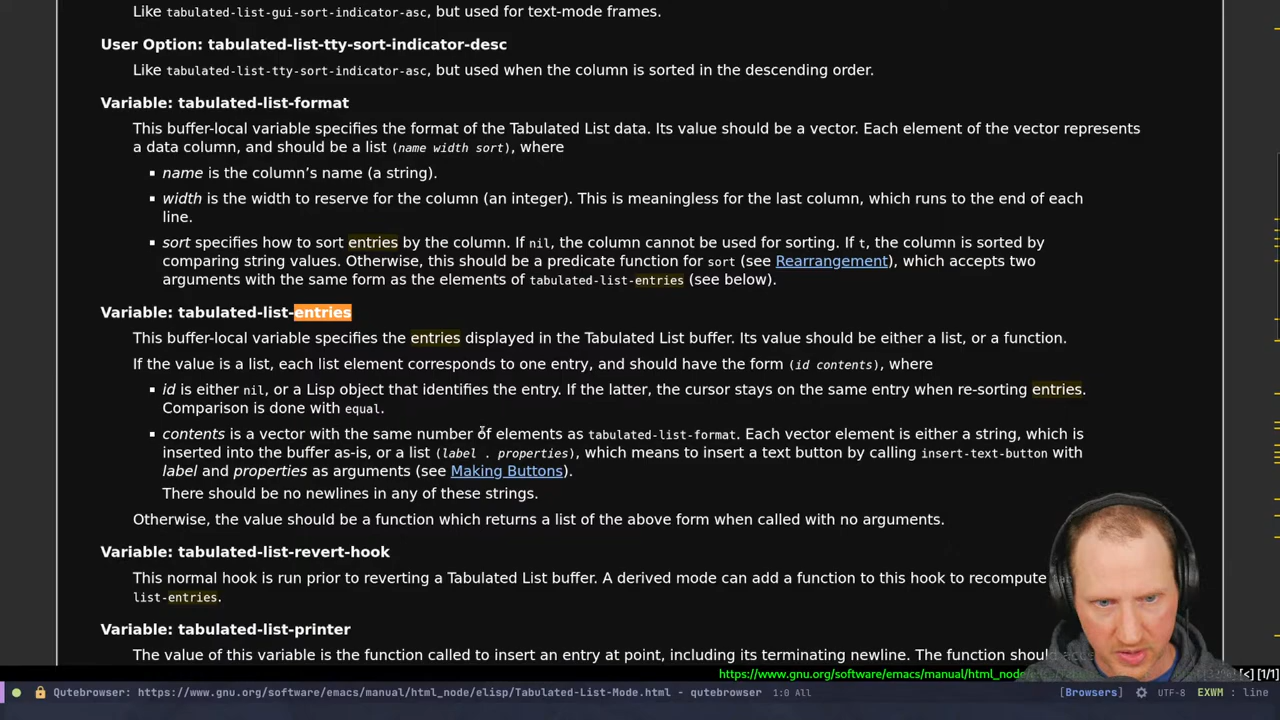 Like tabulated-list-gui-sort-indicator-asc, but used for text-mode frames.
User Option: tabulated-list-tty-sort-indicator-desc
Like tabulated-list-tty-sort-indicator-asc, but used when the column is sorted in the descending order.
Variable: tabulated-list-format
This buffer-local variable specifies the format of the Tabulated List data. Its value should be a vector. Each element of the vector represents
a data column, and should be a list (name width sort), where
▪ name is the column’s name (a string).
▪ width is the width to reserve for the column (an integer). This is meaningless for the last column, which runs to the end of each
line.
▪ sort specifies how to sort entries by the column. If nil, the column cannot be used for sorting. If t, the column is sorted by
comparing string values. Otherwise, this should be a predicate function for sort (see Rearrangement), which accepts two
arguments with the same form as the elements of tabulated-list-entries (see below).
Variable: tabulated-list-entries
This buffer-local variable specifies the entries displayed in the Tabulated List buffer. Its value should be either a list, or a function.
If the value is a list, each list element corresponds to one entry, and should have the form (id contents), where
▪ id is either nil, or a Lisp object that identifies the entry. If the latter, the cursor stays on the same entry when re-sorting entries.
Comparison is done with equal.
▪ contents is a vector with the same number of elements as tabulated-list-format. Each vector element is either a string, which is
inserted into the buffer as-is, or a list (label . properties), which means to insert a text button by calling insert-text-button with
label and properties as arguments (see Making Buttons).
There should be no newlines in any of these strings.
Otherwise, the value should be a function which returns a list of the above form when called with no arguments.
Variable: tabulated-list-revert-hook
This normal hook is run prior to reverting a Tabulated List buffer. A derived mode can add a function to this hook to recompute
list-entries.
Variable: tabulated-list-printer
The value of this variable is the function called to insert an entry at point, including its terminating newline. The function should
https://www.gnu.org/software/emacs/manual/html_node [<] [1/1]
Qutebrowser: https://www.gnu.org/software/emacs/manual/html_node/elisp/Tabulated-List-Mode.html - qutebrowser 1:0 All [Browsers] UTF-8 EXWM : line